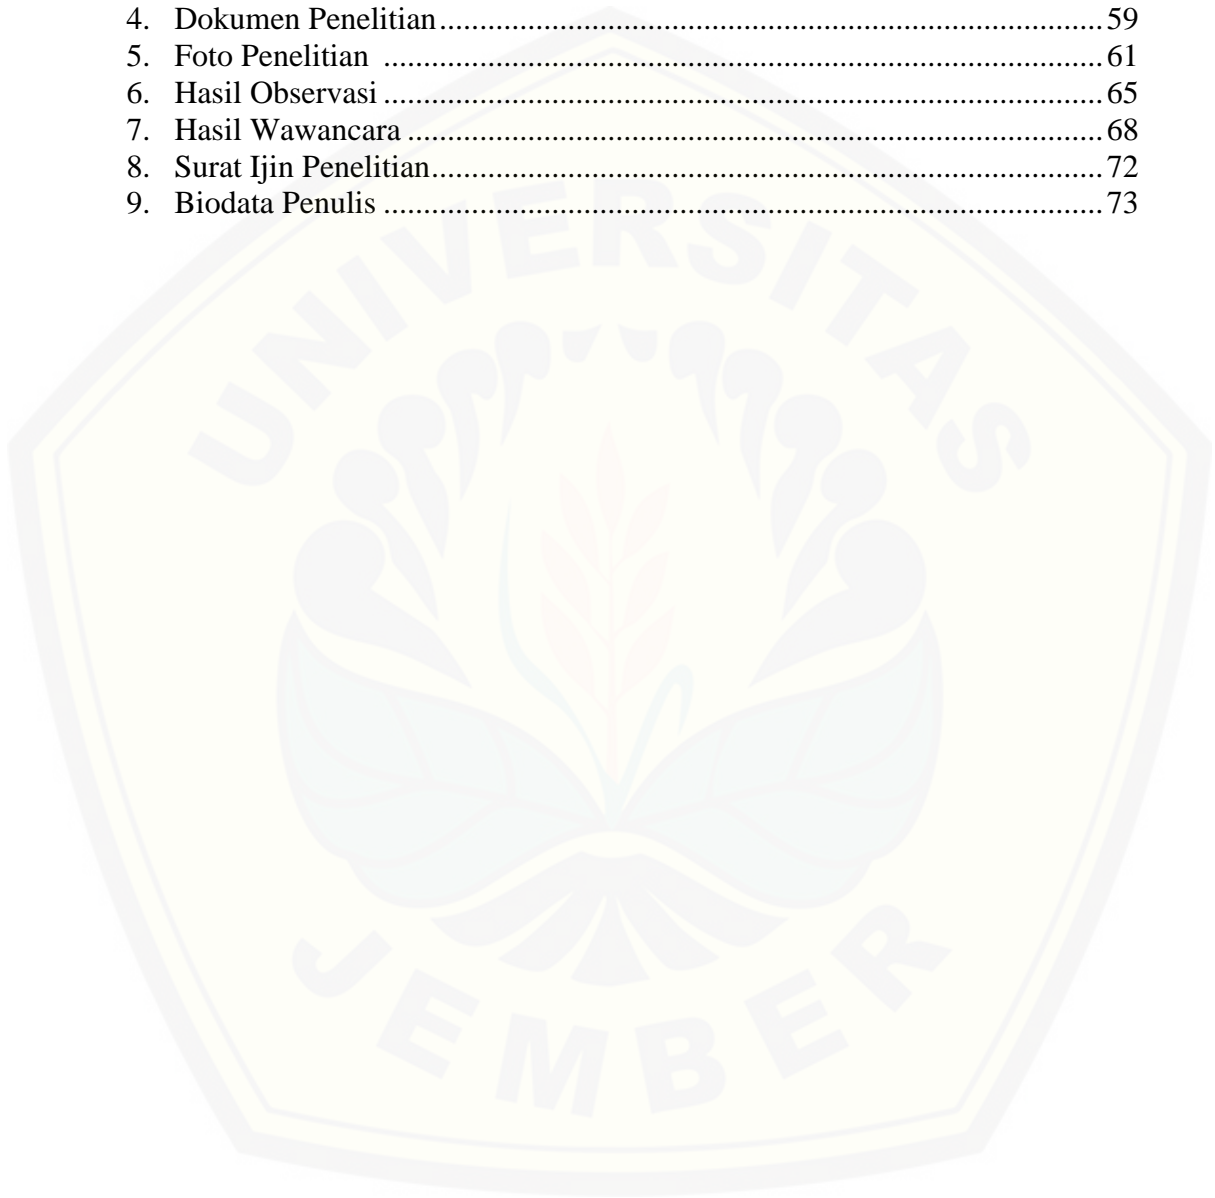 4. Dokumen Penelitian........................................................................................59
5. Foto Penelitian ...........................................................................................61
6. Hasil Observasi...........................................................................................65
7. Hasil Wawancara........................................................................................68
8. Surat Ijin Penelitian.....................................................................................72
9. Biodata Penulis...........................................................................................73
UNIVERSITAS
JEMBER